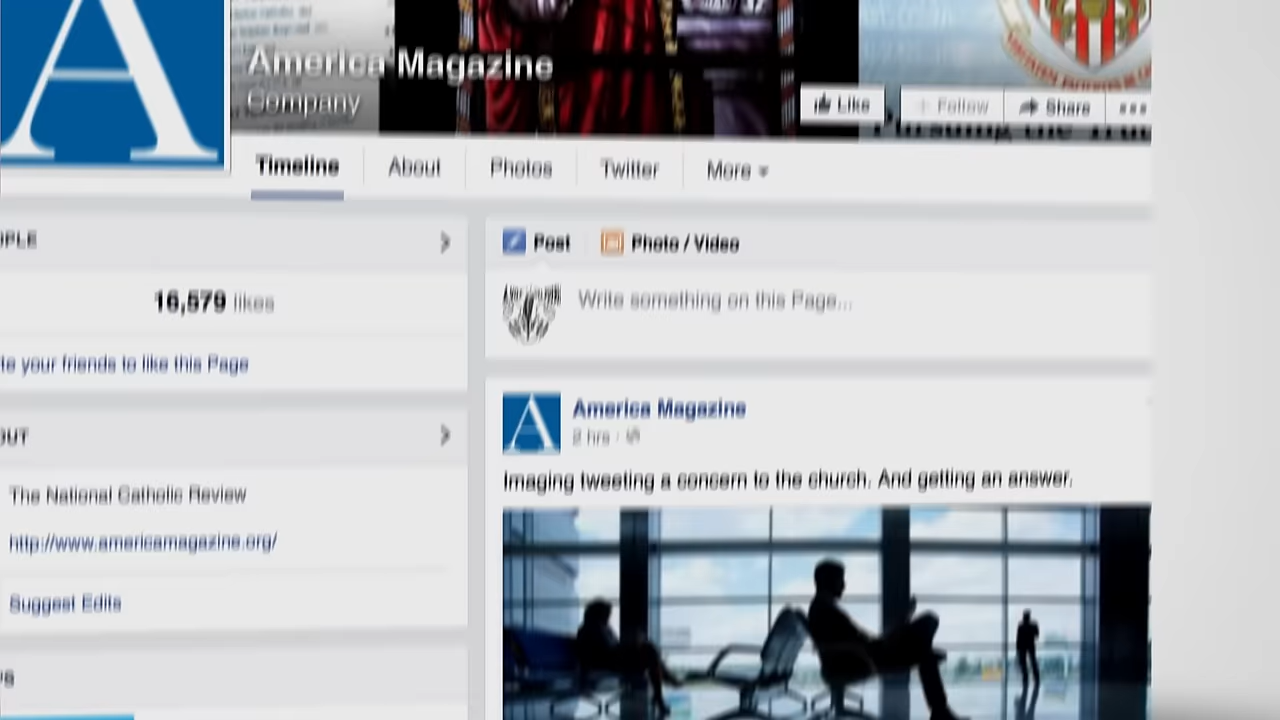 A
America Magazine
Company
Like
Follow
Share
Timeline
About
Photos
Twitter
More
OPLE
16,579 likes
te your friends to like this Page
OUT
The National Catholic Review
http://www.americamagazine.org/
Suggest Edits
Post
Photo / Video
Write something on this Page...
A
America Magazine
2 hrs ·
Imaging tweeting a concern to the church. And getting an answer.